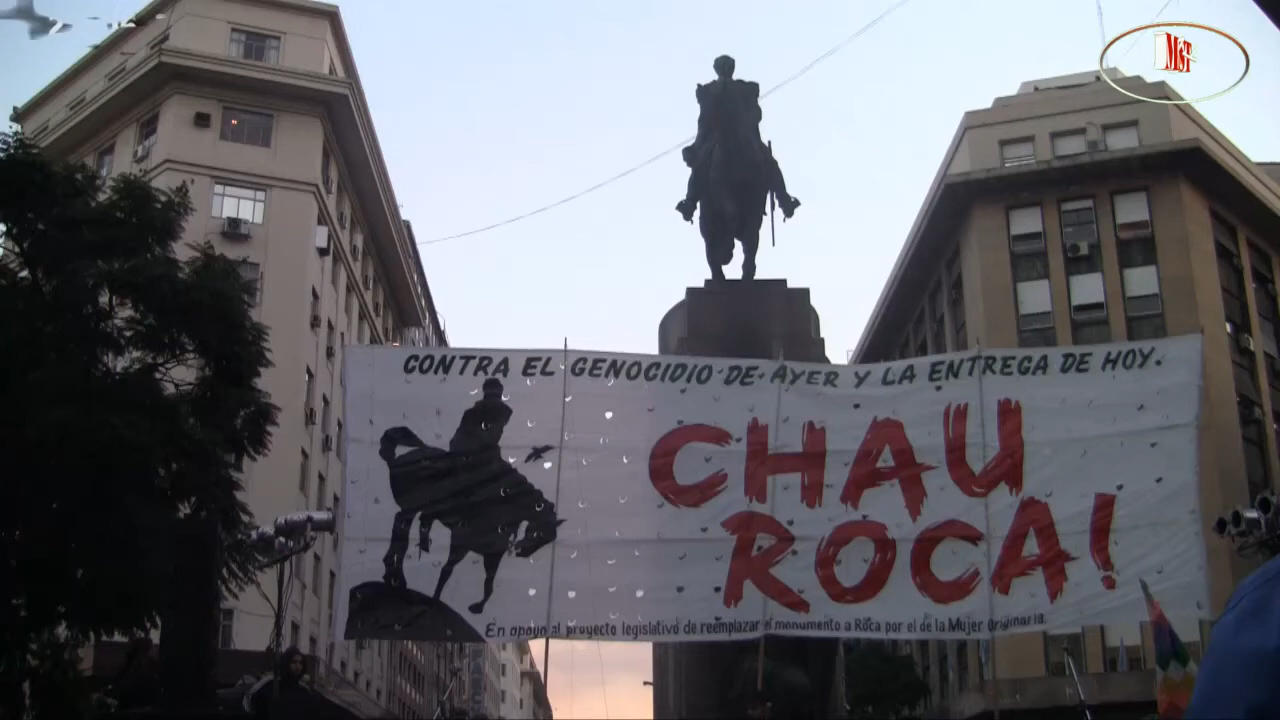 MSP
CONTRA EL GENOCIDIO DE AYER Y LA ENTREGA DE HOY.
CHAU
ROCA!
En apoyo al proyecto legislativo de reemplazar el monumento a Roca por el de la Mujer Originaria.